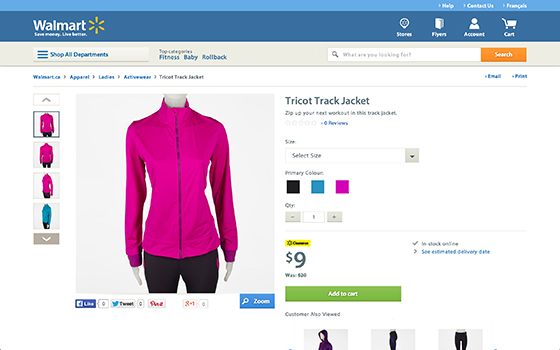 Help
Contact Us
Français
Walmart
Save money. Live better.
Stores
Flyers
Account
Cart
Shop All Departments
Top categories
Fitness Baby Rollback
What are you looking for?
Search
Walmart.ca > Apparel > Ladies > Activewear > Tricot Track Jacket
Email
Print
Tricot Track Jacket
Zip up your next workout in this track jacket.
0 Reviews
Size:
Select Size
Primary Colour:
Qty:
1
Clearance
$9
Was: $20
In stock online
See estimated delivery date
Add to cart
Like 0
Tweet 0
Pin it
+1 0
Zoom
Customer Also Viewed